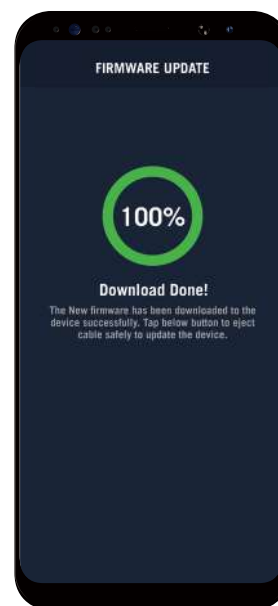 FIRMWARE UPDATE
100%
Download Done!
The New firmware has been downloaded to the
device successfully. Tap below button to eject
cable safely to update the device.